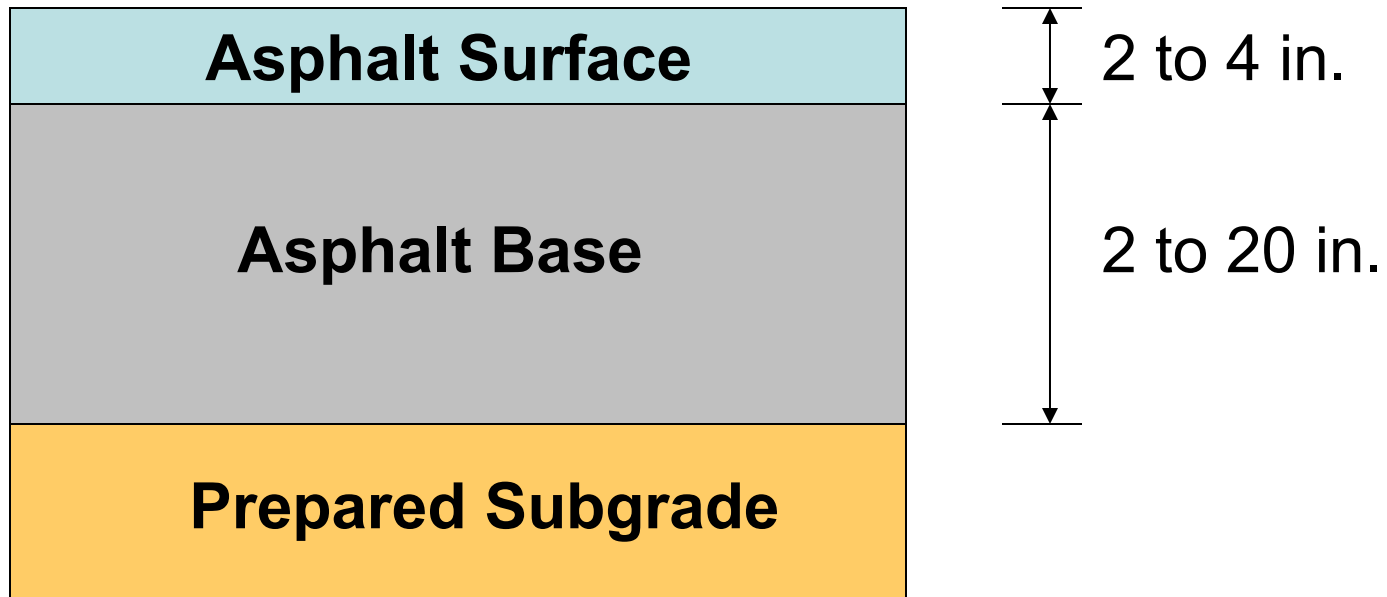 Asphalt Surface
2 to 4 in.
Asphalt Base
2 to 20 in.
Prepared Subgrade